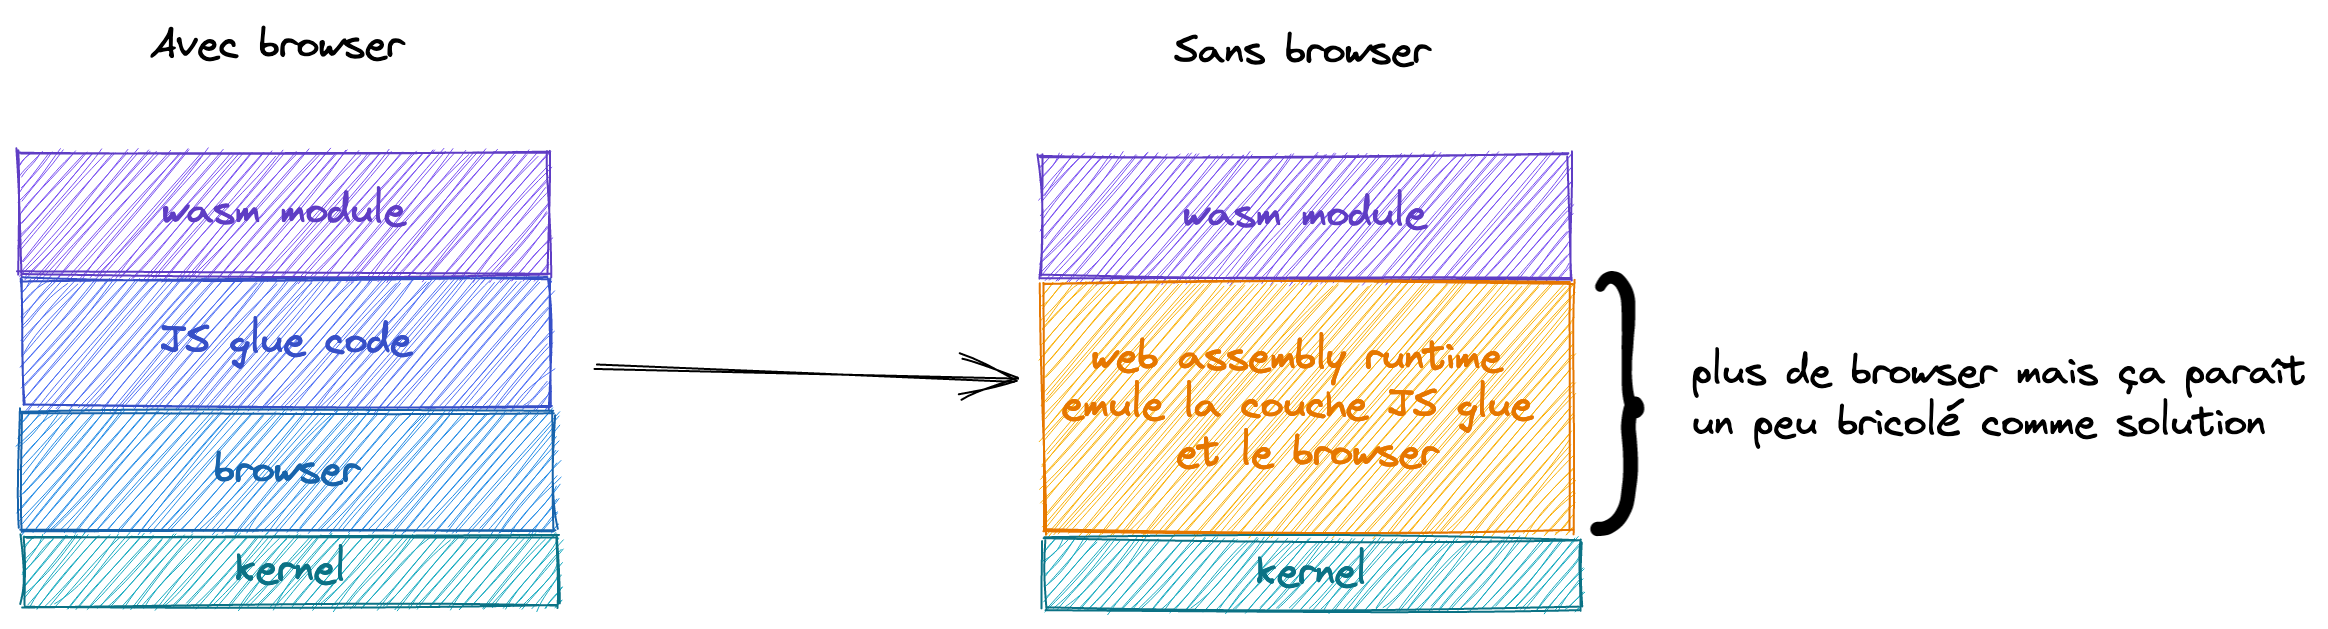 Avec browser
wasm module
JS glue code
browser
kernel
Sans browser
wasm module
web assembly runtime
emule la couche JS glue
et le browser
kernel
plus de browser mais ça paraît
un peu bricolé comme solution